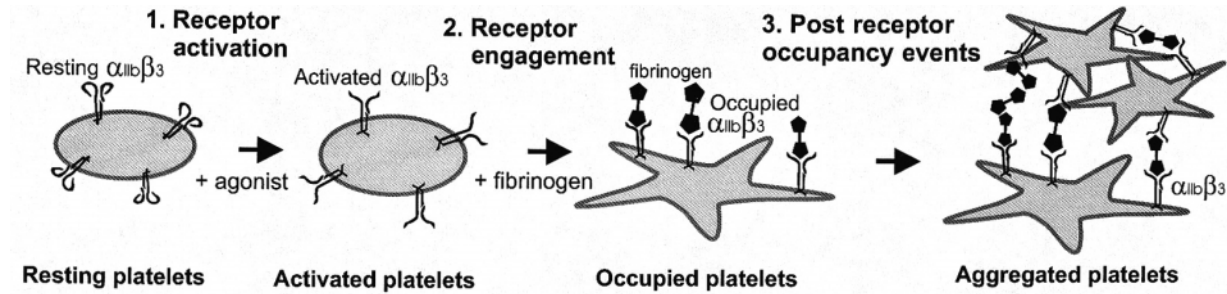 1. Receptor
activation
2. Receptor
engagement
3. Post receptor
occupancy events
Resting αIIbβ3
Activated αIIbβ3
fibrinogen
Occupied
αIIbβ3
+ agonist
+ fibrinogen
αIIbβ3
Resting platelets
Activated platelets
Occupied platelets
Aggregated platelets